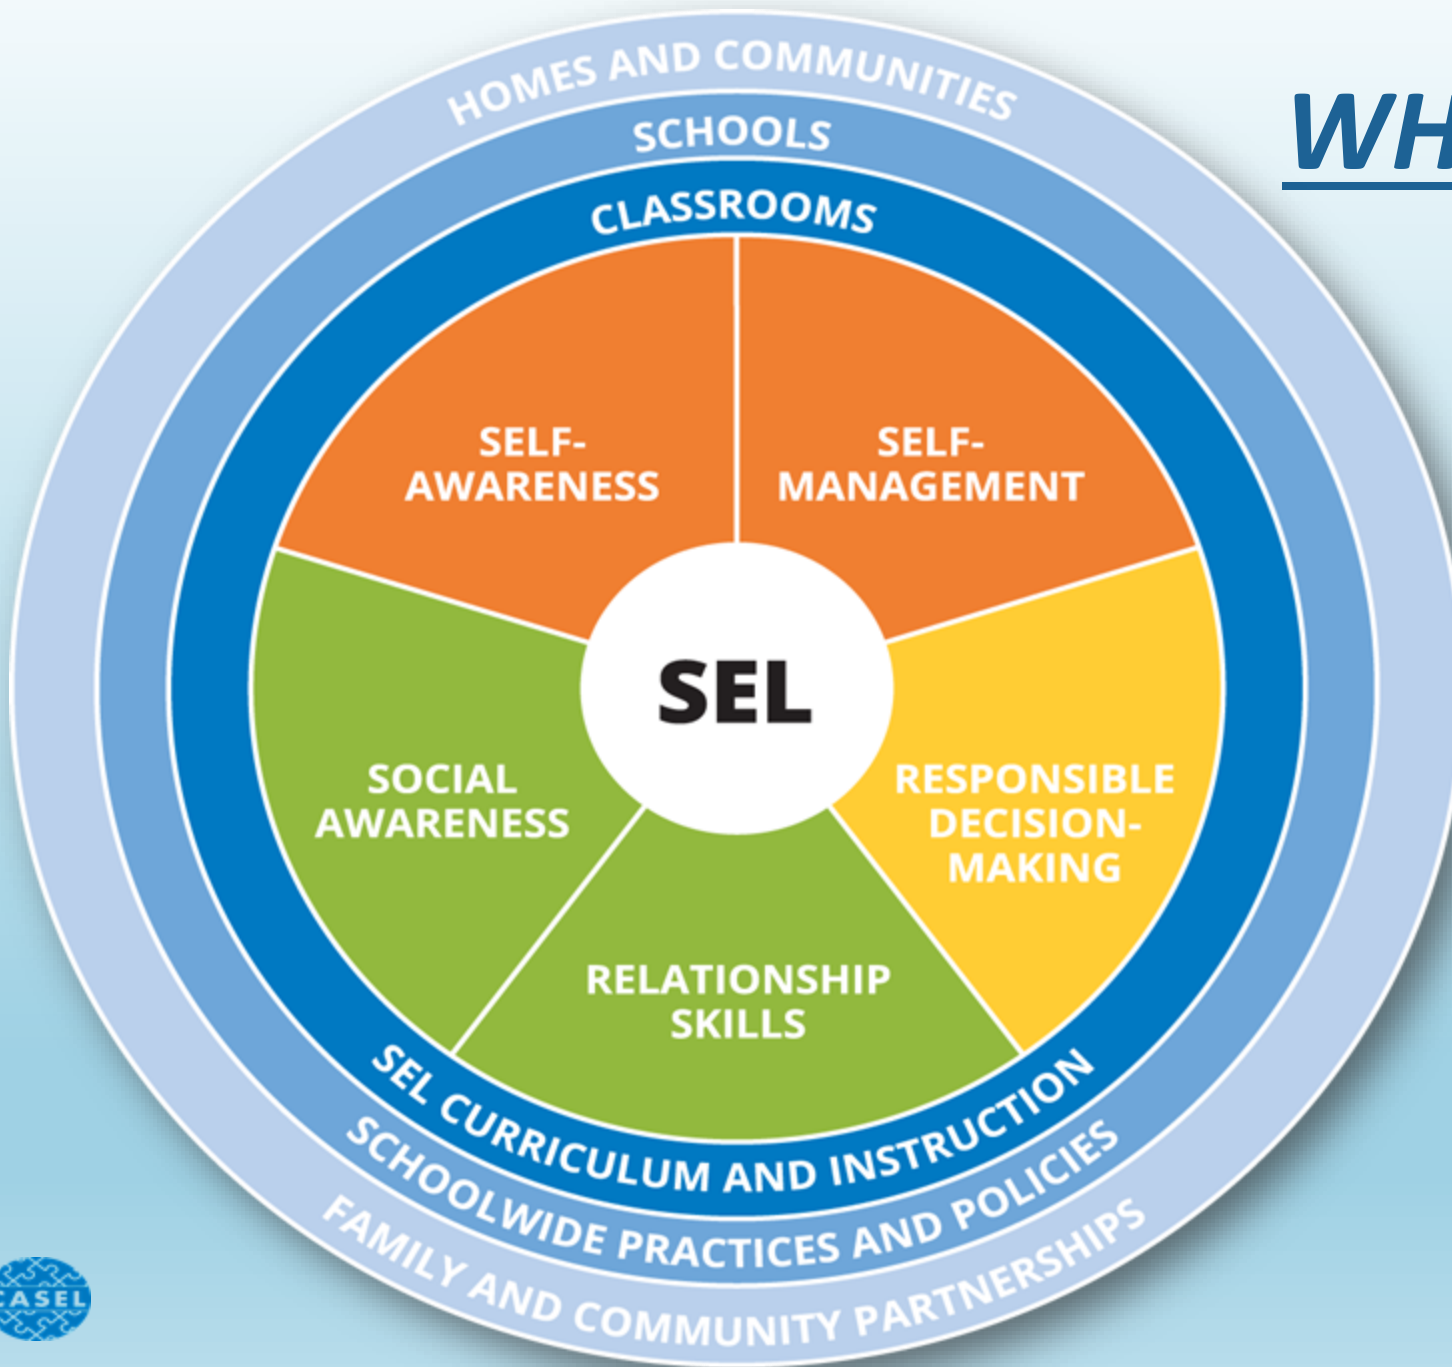 HOMES AND COMMUNITIES
SCHOOLS
CLASSROOMS
WH
SELF-
AWARENESS
SELF-
MANAGEMENT
SEL
SOCIAL
AWARENESS
RESPONSIBLE
DECISION-
MAKING
RELATIONSHIP
SKILLS
SEL CURRICULUM AND INSTRUCTION
SCHOOLWIDE PRACTICES AND POLICIES
FAMILY AND COMMUNITY PARTNERSHIPS
CASEL